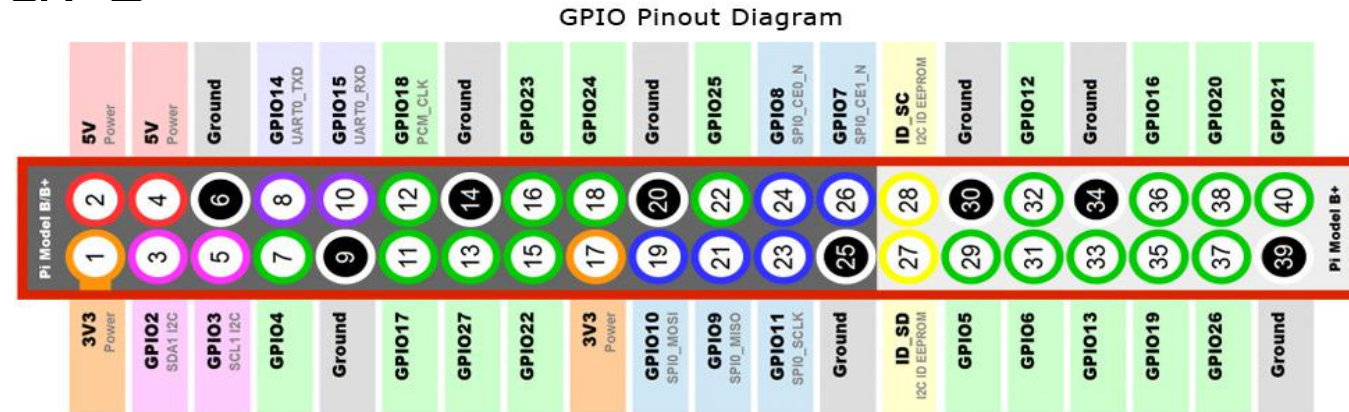 GPIO Pinout Diagram
5V
Power
5V
Power
Ground
GPIO14
UART0_TXD
GPIO15
UART0_RXD
GPIO18
PCM_CLK
Ground
GPIO23
GPIO24
Ground
GPIO25
GPIO8
SPI0_CE0_N
GPIO7
SPI0_CE1_N
ID_SC
I2C ID EEPROM
Ground
GPIO12
Ground
GPIO16
GPIO20
GPIO21
Pi Model B/B+
2 4 6 8 10 12 14 16 18 20 22 24 26 28 30 32 34 36 38 40
1 3 5 7 9 11 13 15 17 19 21 23 25 27 29 31 33 35 37 39
Pi Model B+
3V3
Power
GPIO2
SDA1 I2C
GPIO3
SCL1 I2C
GPIO4
Ground
GPIO17
GPIO27
GPIO22
3V3
Power
GPIO10
SPI0_MOSI
GPIO9
SPI0_MISO
GPIO11
SPI0_SCLK
Ground
ID_SD
I2C ID EEPROM
GPIO5
GPIO6
GPIO13
GPIO19
GPIO26
Ground